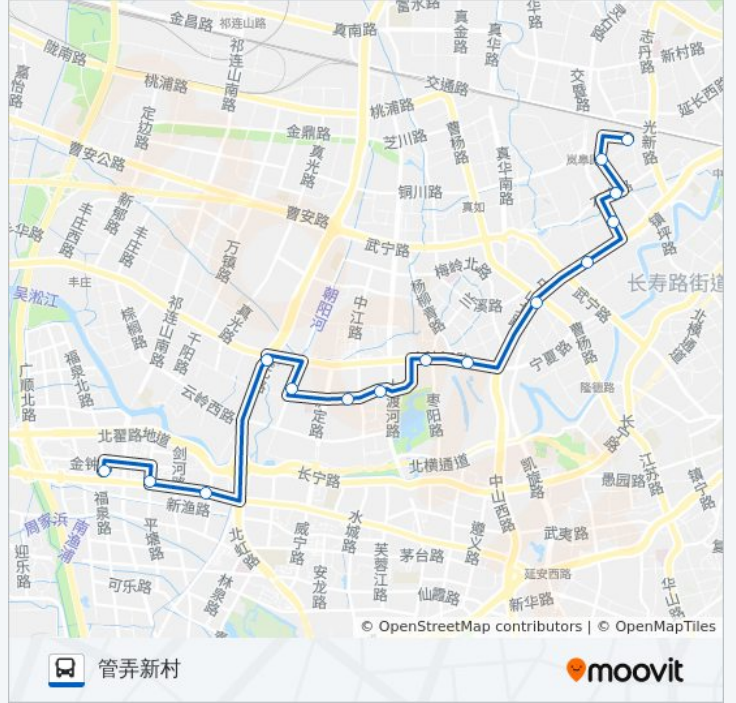 富水路
金昌路
祁连山路
真南路
真金路
真华路
志丹路
新村路
陇南路
嘉怡路
桃浦路
祁连山南路
交通路
交暨路
延长西路
定边路
桃浦路
金鼎路
真光路
芝川路
曹杨路
真华南路
光新路
曹安公路
铜川路
新郁路
丰庄西路
丰庄路
曹安路
真如
武宁路
镇坪路
万镇路
梅岭北路
长寿路街道
丰庄
吴淞江
朝阳河
中江路
杨柳青路
兰溪路
武宁路
棕榈路
祁连山南路
真光路
千阳路
曹杨路
宁夏路
广顺北路
福泉北路
云岭西路
定路
渡河路
枣阳路
隆德路
北横通道
长宁路
北翟路地道
金钟
剑河路
长宁路
北横通道
凯旋路
江苏路
愚园路
镇宁路
福泉路
新渔路
周家浜
南渔浦
平塘路
北虹路
威宁路
水城路
芙蓉江路
茅台路
遵义路
中山西路
武夷路
迎乐路
可乐路
林泉路
安龙路
仙霞路
延安西路
新华路
华山路
© OpenStreetMap contributors | © OpenMapTiles
管弄新村
moovit